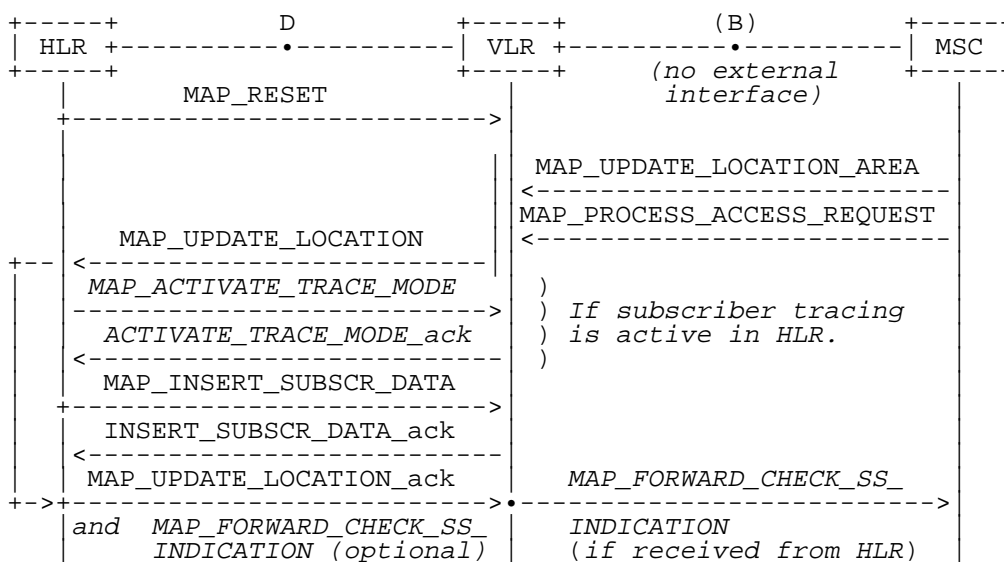 D (B)
HLR VLR MSC
(no external
MAP_RESET interface)
MAP_UPDATE_LOCATION_AREA
MAP_PROCESS_ACCESS_REQUEST
MAP_UPDATE_LOCATION
MAP_ACTIVATE_TRACE_MODE )
) If subscriber tracing
ACTIVATE_TRACE_MODE_ack ) is active in HLR.
)
MAP_INSERT_SUBSCR_DATA
INSERT_SUBSCR_DATA_ack
MAP_UPDATE_LOCATION_ack MAP_FORWARD_CHECK_SS_
and MAP_FORWARD_CHECK_SS_ INDICATION
INDICATION (optional) (if received from HLR)